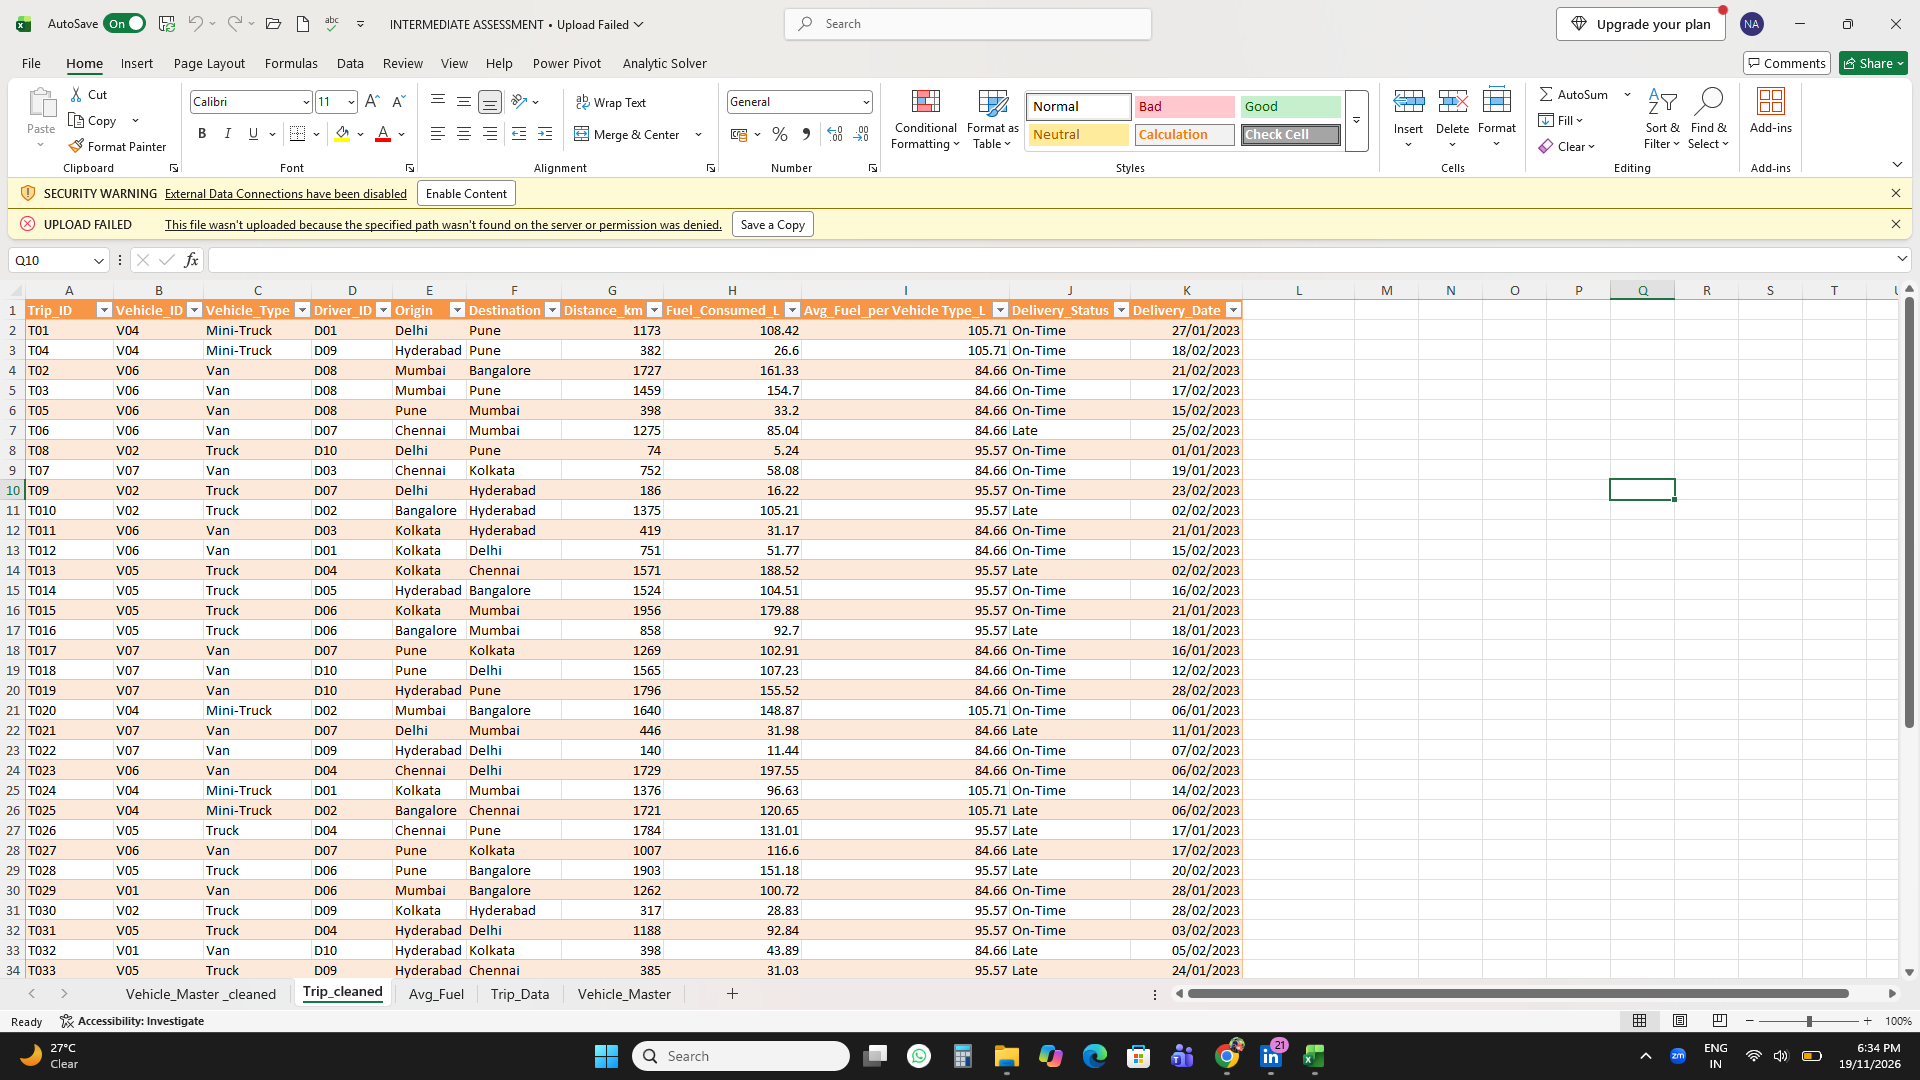 AutoSave On abc INTERMEDIATE ASSESSMENT • Upload Failed Search Upgrade your plan NA
File Home Insert Page Layout Formulas Data Review View Help Power Pivot Analytic Solver Comments Share
Paste Cut Copy Format Painter Clipboard
Calibri 11 B I U A Font
Wrap Text Merge & Center Alignment
General % Number
Conditional Formatting Format as Table Normal Bad Good Neutral Calculation Check Cell Styles
Insert Delete Format Cells
AutoSum Fill Clear Sort & Filter Find & Select Editing
Add-ins Add-ins
SECURITY WARNING External Data Connections have been disabled Enable Content
UPLOAD FAILED This file wasn't uploaded because the specified path wasn't found on the server or permission was denied. Save a Copy
Q10 fx
A B C D E F G H I J K L M N O P Q R S T U
1 Trip_ID Vehicle_ID Vehicle_Type Driver_ID Origin Destination Distance_km Fuel_Consumed_L Avg_Fuel_per Vehicle Type_L Delivery_Status Delivery_Date
2 T01 V04 Mini-Truck D01 Delhi Pune 1173 108.42 105.71 On-Time 27/01/2023
3 T04 V04 Mini-Truck D09 Hyderabad Pune 382 26.6 105.71 On-Time 18/02/2023
4 T02 V06 Van D08 Mumbai Bangalore 1727 161.33 84.66 On-Time 21/02/2023
5 T03 V06 Van D08 Mumbai Pune 1459 154.7 84.66 On-Time 17/02/2023
6 T05 V06 Van D08 Pune Mumbai 398 33.2 84.66 On-Time 15/02/2023
7 T06 V06 Van D07 Chennai Mumbai 1275 85.04 84.66 Late 25/02/2023
8 T08 V02 Truck D10 Delhi Pune 74 5.24 95.57 On-Time 01/01/2023
9 T07 V07 Van D03 Chennai Kolkata 752 58.08 84.66 On-Time 19/01/2023
10 T09 V02 Truck D07 Delhi Hyderabad 186 16.22 95.57 On-Time 23/02/2023
11 T010 V02 Truck D02 Bangalore Hyderabad 1375 105.21 95.57 Late 02/02/2023
12 T011 V06 Van D03 Kolkata Hyderabad 419 31.17 84.66 On-Time 21/01/2023
13 T012 V06 Van D01 Kolkata Delhi 751 51.77 84.66 On-Time 15/02/2023
14 T013 V05 Truck D04 Kolkata Chennai 1571 188.52 95.57 Late 02/02/2023
15 T014 V05 Truck D05 Hyderabad Bangalore 1524 104.51 95.57 On-Time 16/02/2023
16 T015 V05 Truck D06 Kolkata Mumbai 1956 179.88 95.57 On-Time 21/01/2023
17 T016 V05 Truck D06 Bangalore Mumbai 858 92.7 95.57 Late 18/01/2023
18 T017 V07 Van D07 Pune Kolkata 1269 102.91 84.66 On-Time 16/01/2023
19 T018 V07 Van D10 Pune Delhi 1565 107.23 84.66 On-Time 12/02/2023
20 T019 V07 Van D10 Hyderabad Pune 1796 155.52 84.66 On-Time 28/02/2023
21 T020 V04 Mini-Truck D02 Mumbai Bangalore 1640 148.87 105.71 On-Time 06/01/2023
22 T021 V07 Van D07 Delhi Mumbai 446 31.98 84.66 Late 11/01/2023
23 T022 V07 Van D09 Hyderabad Delhi 140 11.44 84.66 On-Time 07/02/2023
24 T023 V06 Van D04 Chennai Delhi 1729 197.55 84.66 On-Time 06/02/2023
25 T024 V04 Mini-Truck D01 Kolkata Mumbai 1376 96.63 105.71 On-Time 14/02/2023
26 T025 V04 Mini-Truck D02 Bangalore Chennai 1721 120.65 105.71 Late 06/02/2023
27 T026 V05 Truck D04 Chennai Pune 1784 131.01 95.57 Late 17/01/2023
28 T027 V06 Van D07 Pune Kolkata 1007 116.6 84.66 Late 17/02/2023
29 T028 V05 Truck D06 Pune Bangalore 1903 151.18 95.57 Late 20/02/2023
30 T029 V01 Van D06 Mumbai Bangalore 1262 100.72 84.66 On-Time 28/01/2023
31 T030 V02 Truck D09 Kolkata Hyderabad 317 28.83 95.57 On-Time 28/02/2023
32 T031 V05 Truck D04 Hyderabad Delhi 1188 92.84 95.57 On-Time 03/02/2023
33 T032 V01 Van D10 Hyderabad Kolkata 398 43.89 84.66 Late 05/02/2023
34 T033 V05 Truck D09 Hyderabad Chennai 385 31.03 95.57 Late 24/01/2023
Vehicle_Master _cleaned Trip_cleaned Avg_Fuel Trip_Data Vehicle_Master
Ready Accessibility: Investigate 100%
27°C Clear Search 21 zm ENG IN 6:34 PM 19/11/2026